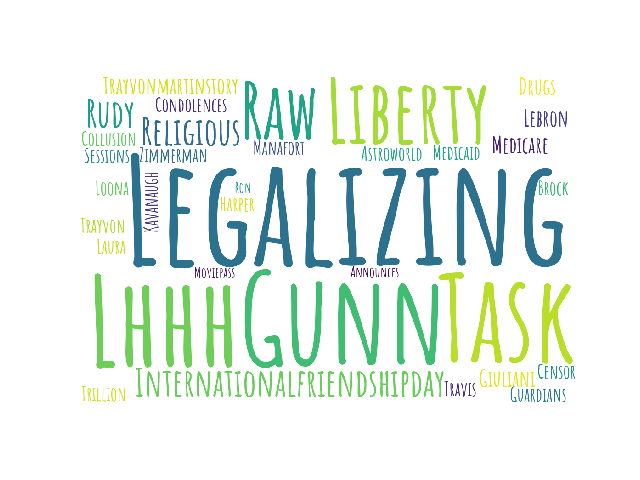 Trayvonmartinstory
Drugs
Rudy
Condolences
Raw
Liberty
Lebron
Collusion
Religious
Manafort
Medicare
Sessions
Zimmerman
Astroworld
Medicaid
Legalizing
Loona
Kavanaugh
Ron
Harper
Brock
Trayvon
Laura
Moviepass
Announces
Lhhh
Gunn
Task
Internationalfriendshipday
Travis
Giuliani
Censor
Trillion
Guardians